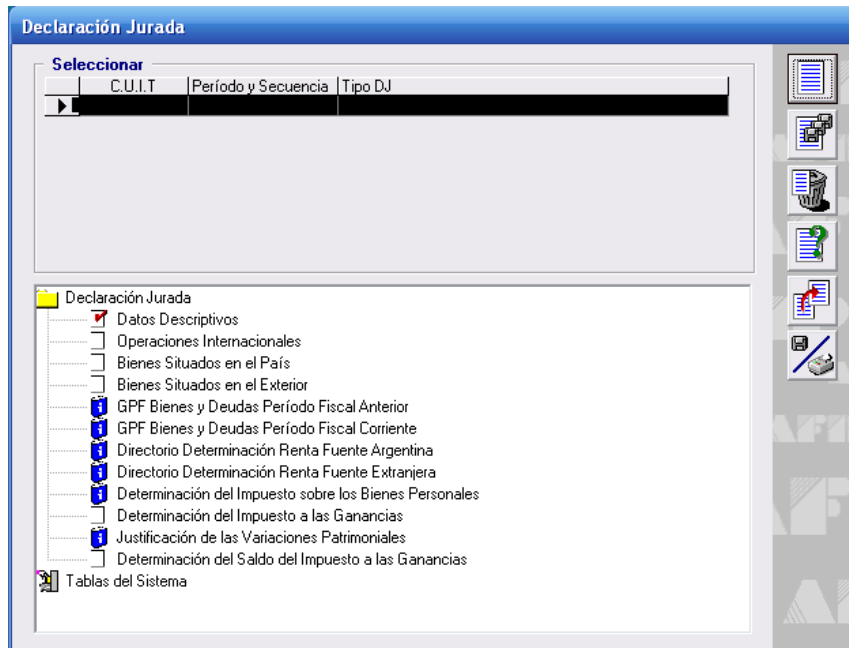 Declaración Jurada
Seleccionar
C.U.I.T Período y Secuencia Tipo DJ
Declaración Jurada
Datos Descriptivos
Operaciones Internacionales
Bienes Situados en el País
Bienes Situados en el Exterior
GPF Bienes y Deudas Período Fiscal Anterior
GPF Bienes y Deudas Período Fiscal Corriente
Directorio Determinación Renta Fuente Argentina
Directorio Determinación Renta Fuente Extranjera
Determinación del Impuesto sobre los Bienes Personales
Determinación del Impuesto a las Ganancias
Justificación de las Variaciones Patrimoniales
Determinación del Saldo del Impuesto a las Ganancias
Tablas del Sistema